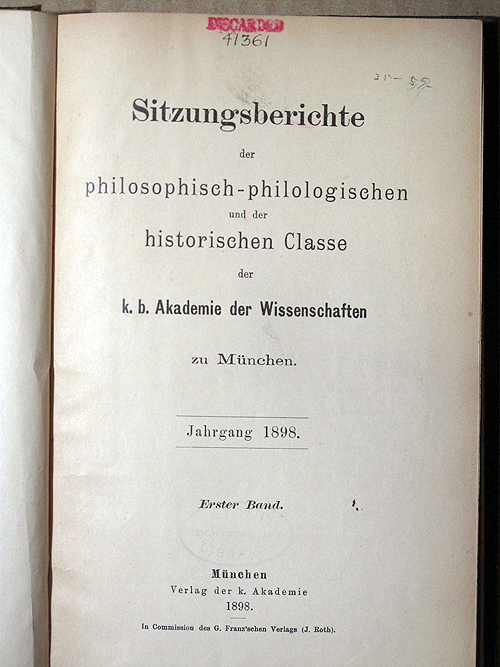 DISCARDED
41361
Sitzungsberichte
der
philosophisch-philologischen
und der
historischen Classe
der
k. b. Akademie der Wissenschaften
zu München.
Jahrgang 1898.
Erster Band.
München
Verlag der k. Akademie
1898.
In Commission des G. Franz'schen Verlags (J. Roth).